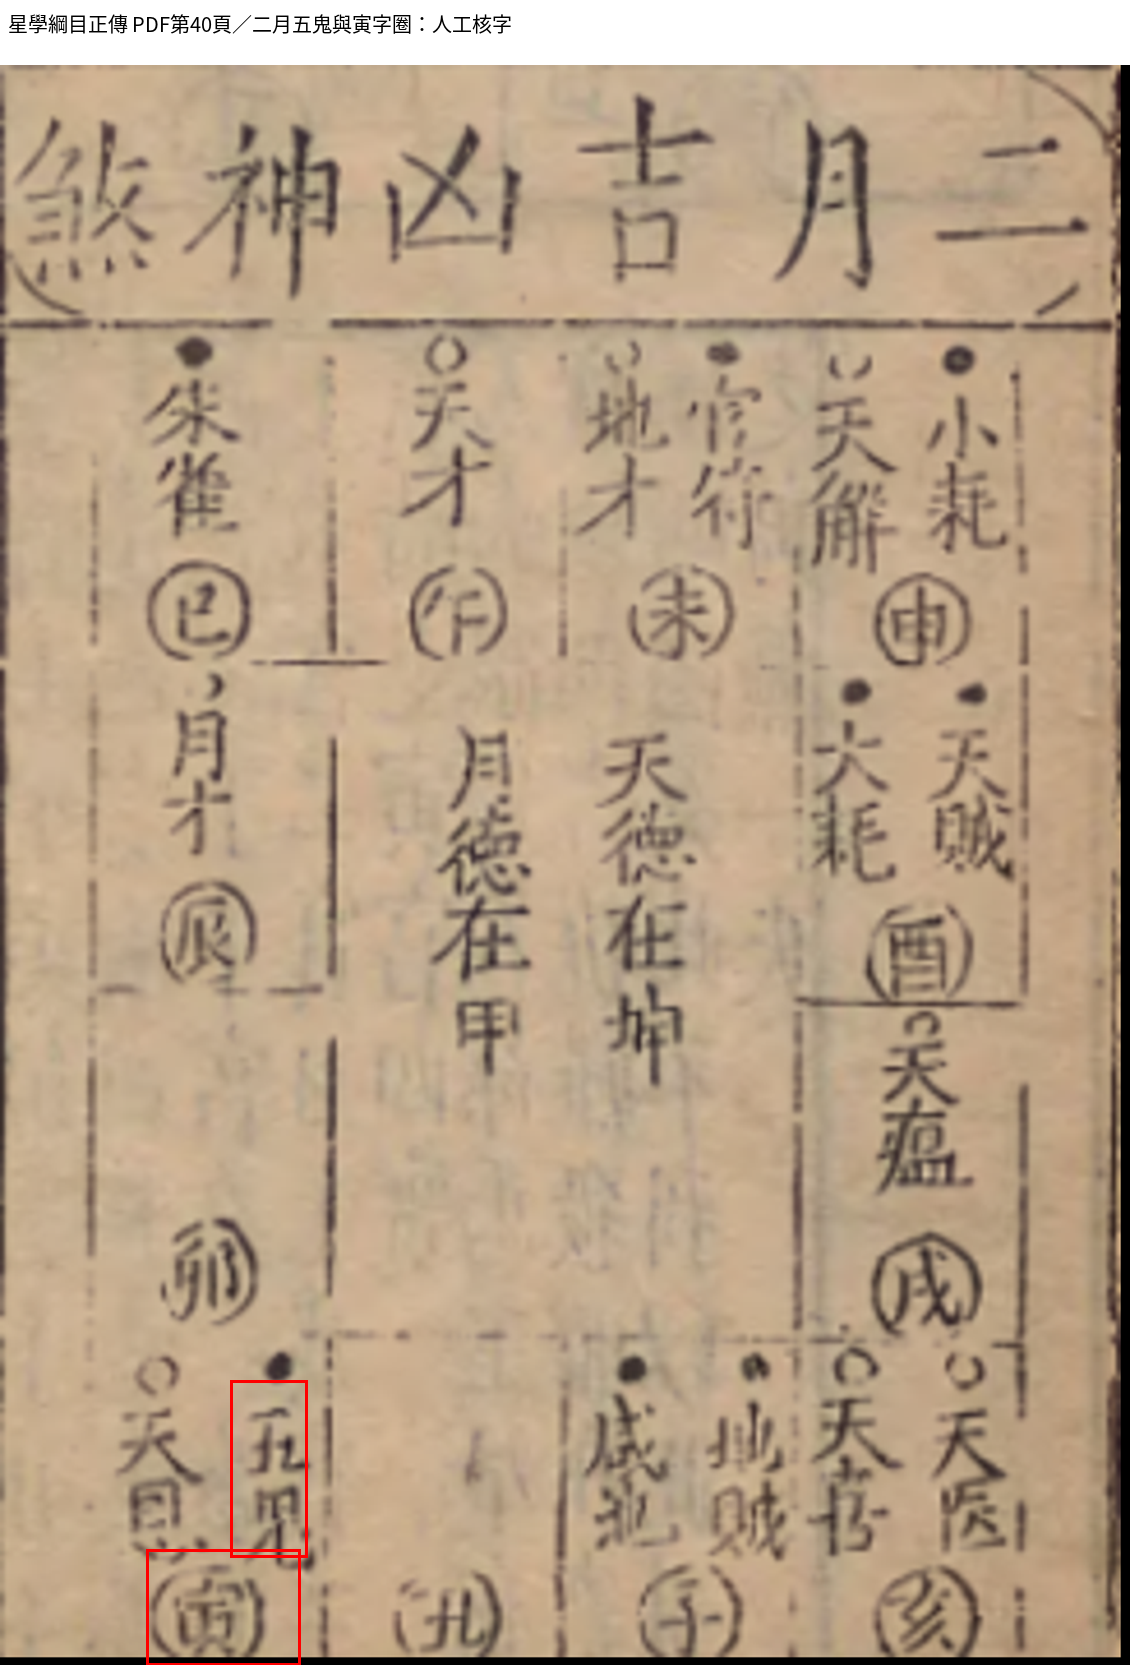 星學綱目正傳 PDF第40頁／二月五鬼與寅字圈：人工核字
二月吉凶神煞
小耗
天解
申
官符
地才
未
天才
午
朱雀
巳
天賊
大耗
酉
天德在坤
月德在甲
月才
辰
天瘟
戌
卯
天医
天喜
亥
地賊
咸池
子
丑
五鬼
天恩
寅